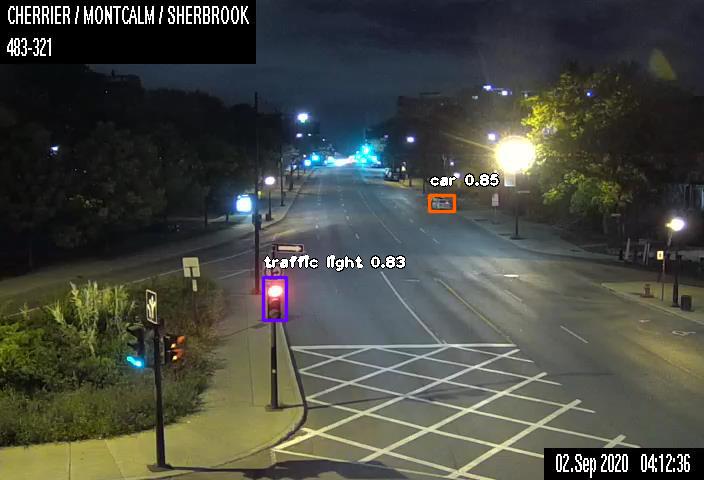 CHERRIER / MONTCALM / SHERBROOK
483-321
car 0.85
traffic light 0.83
02.Sep 2020 04:12:36